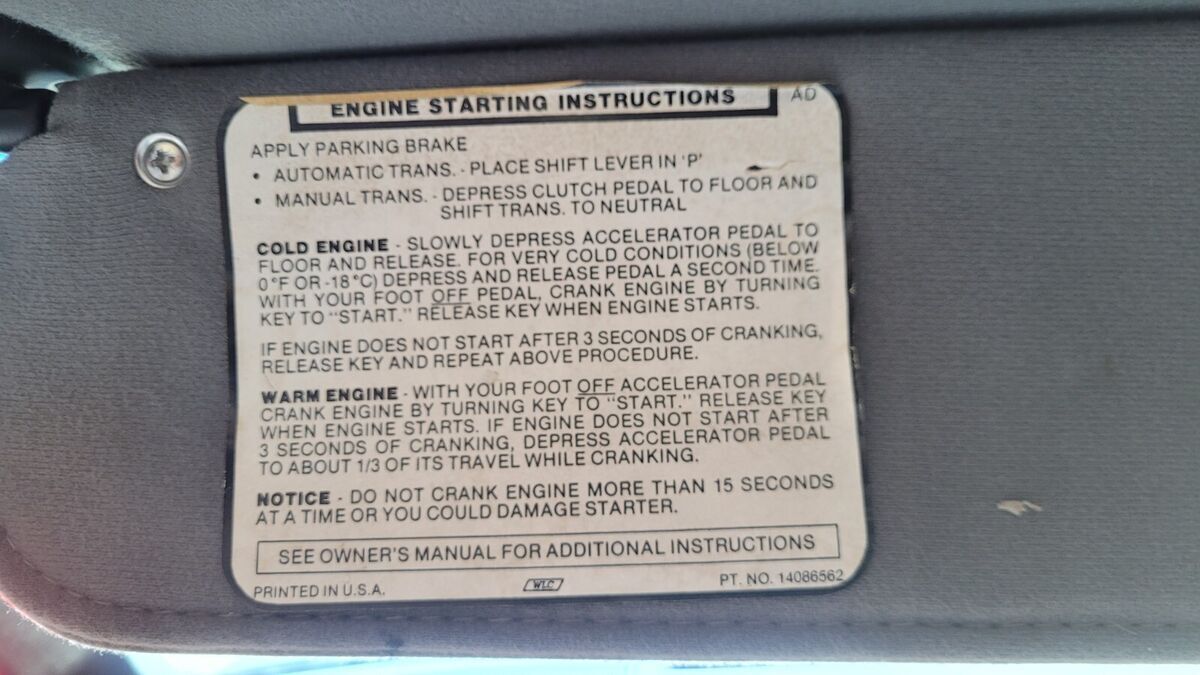 ENGINE STARTING INSTRUCTIONS
AD
APPLY PARKING BRAKE
• AUTOMATIC TRANS. - PLACE SHIFT LEVER IN 'P'
• MANUAL TRANS. - DEPRESS CLUTCH PEDAL TO FLOOR AND
SHIFT TRANS. TO NEUTRAL
COLD ENGINE - SLOWLY DEPRESS ACCELERATOR PEDAL TO
FLOOR AND RELEASE. FOR VERY COLD CONDITIONS (BELOW
0°F OR -18°C) DEPRESS AND RELEASE PEDAL A SECOND TIME.
WITH YOUR FOOT OFF PEDAL, CRANK ENGINE BY TURNING
KEY TO "START." RELEASE KEY WHEN ENGINE STARTS.
IF ENGINE DOES NOT START AFTER 3 SECONDS OF CRANKING,
RELEASE KEY AND REPEAT ABOVE PROCEDURE.
WARM ENGINE - WITH YOUR FOOT OFF ACCELERATOR PEDAL
CRANK ENGINE BY TURNING KEY TO "START." RELEASE KEY
WHEN ENGINE STARTS. IF ENGINE DOES NOT START AFTER
3 SECONDS OF CRANKING, DEPRESS ACCELERATOR PEDAL
TO ABOUT 1/3 OF ITS TRAVEL WHILE CRANKING.
NOTICE - DO NOT CRANK ENGINE MORE THAN 15 SECONDS
AT A TIME OR YOU COULD DAMAGE STARTER.
SEE OWNER'S MANUAL FOR ADDITIONAL INSTRUCTIONS
PRINTED IN U.S.A. WLC PT. NO. 14086562